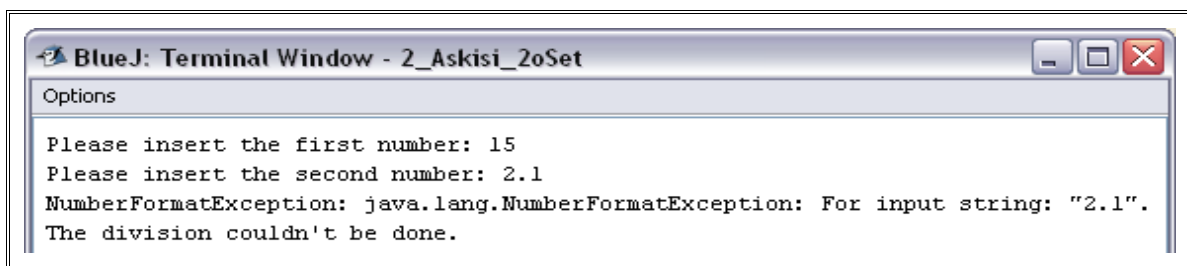 BlueJ: Terminal Window - 2_Askisi_2oSet
Options
Please insert the first number: 15
Please insert the second number: 2.1
NumberFormatException: java.lang.NumberFormatException: For input string: "2.1".
The division couldn't be done.